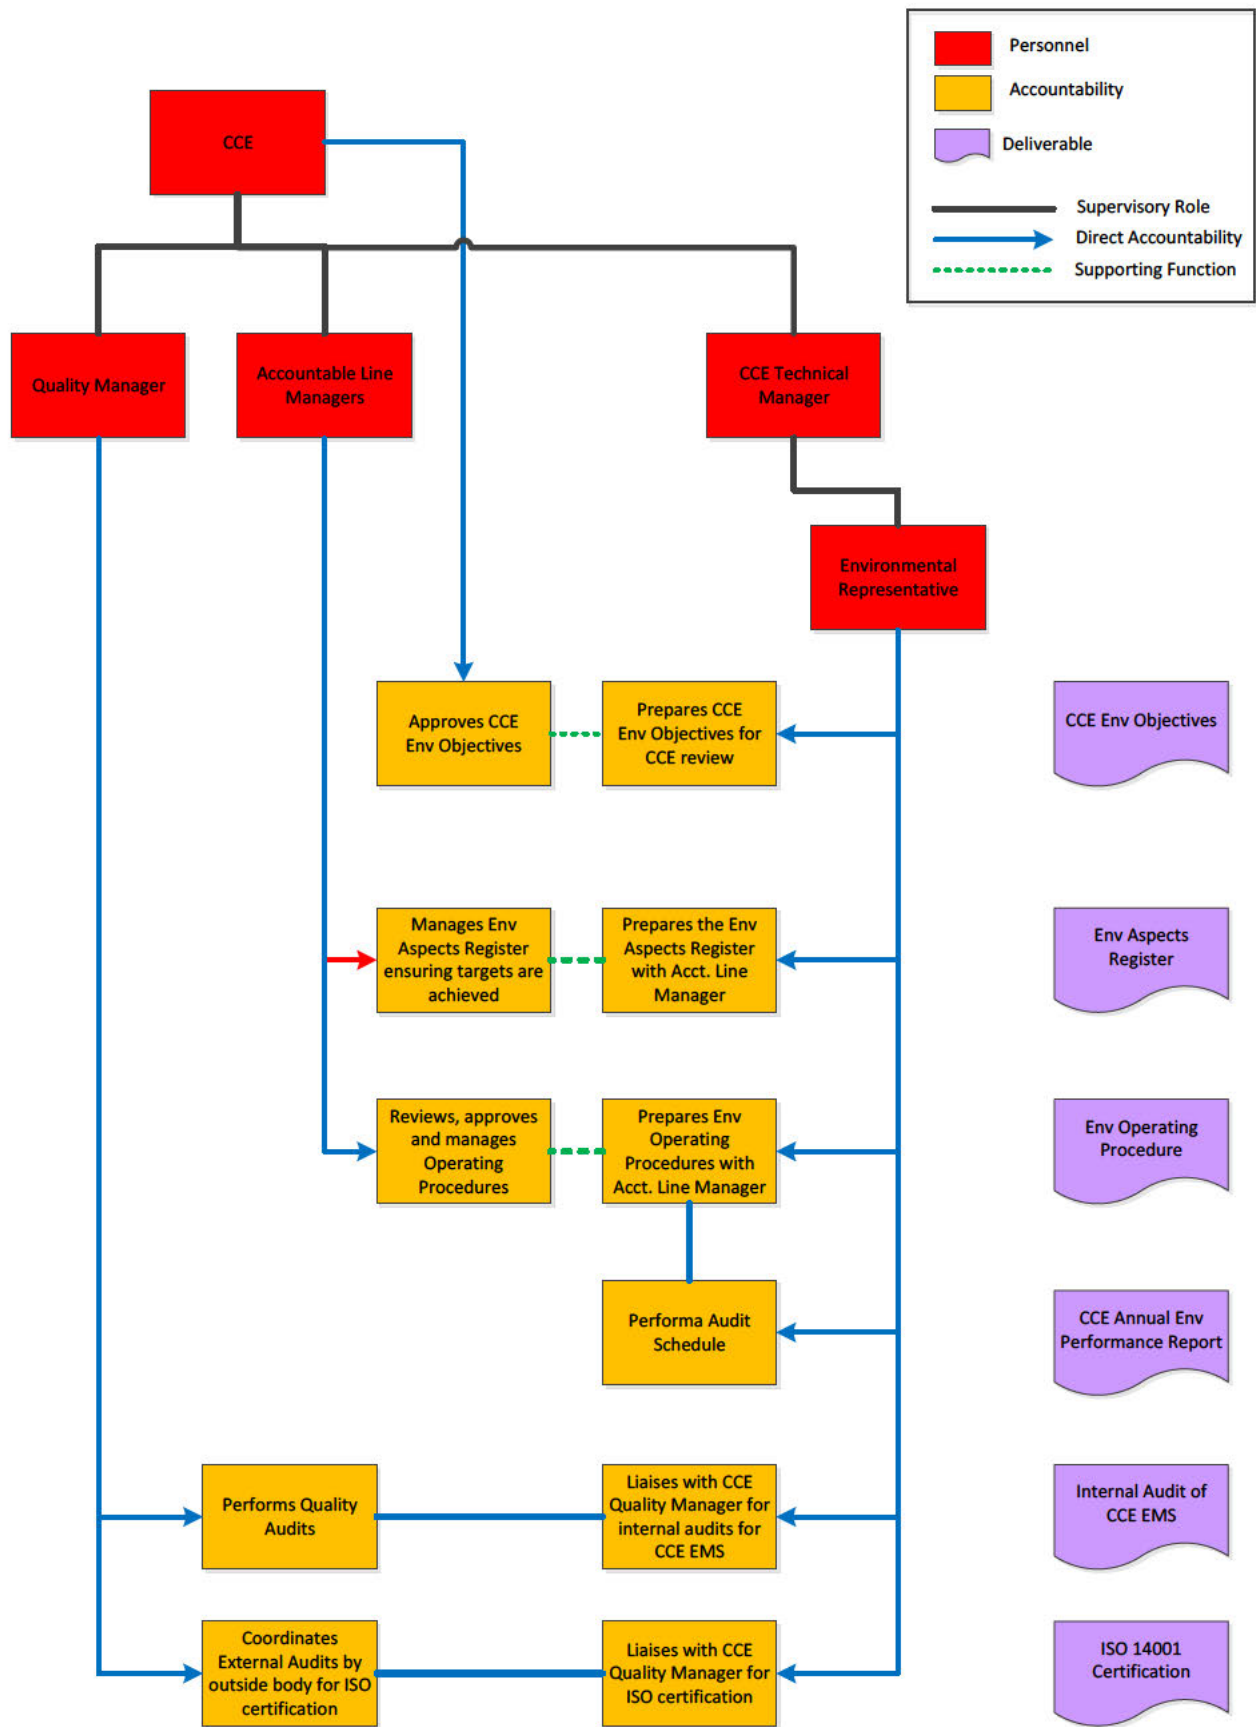 Personnel
Accountability
Deliverable
Supervisory Role
Direct Accountability
Supporting Function
CCE
Quality Manager
Accountable Line
Managers
CCE Technical
Manager
Environmental
Representative
Approves CCE
Env Objectives
Prepares CCE
Env Objectives for
CCE review
CCE Env Objectives
Manages Env
Aspects Register
ensuring targets are
achieved
Prepares the Env
Aspects Register
with Acct. Line
Manager
Env Aspects
Register
Reviews, approves
and manages
Operating
Procedures
Prepares Env
Operating
Procedures with
Acct. Line Manager
Env Operating
Procedure
Performa Audit
Schedule
CCE Annual Env
Performance Report
Performs Quality
Audits
Liaises with CCE
Quality Manager for
internal audits for
CCE EMS
Internal Audit of
CCE EMS
Coordinates
External Audits by
outside body for ISO
certification
Liaises with CCE
Quality Manager for
ISO certification
ISO 14001
Certification